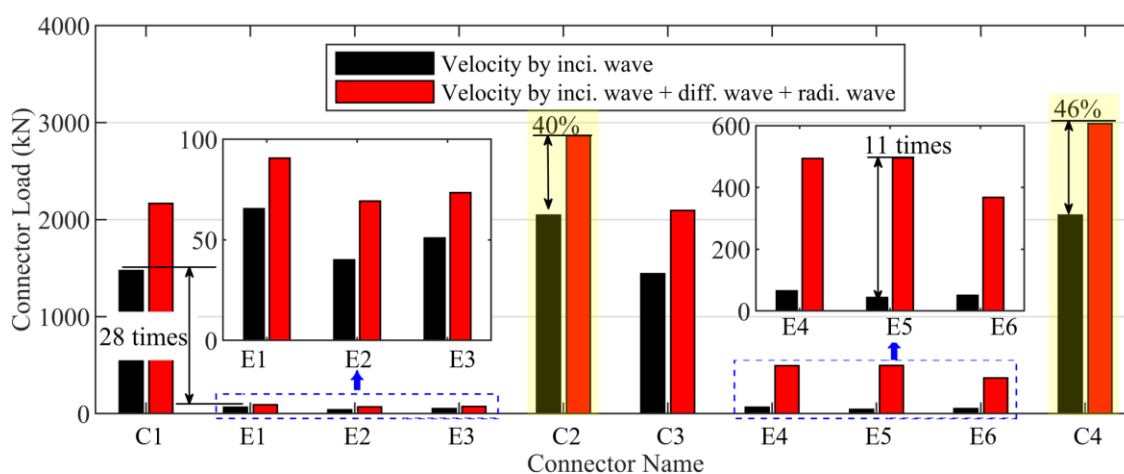 4000
3000
2000
1000
0
Connector Load (kN)
Velocity by inci. wave
Velocity by inci. wave + diff. wave + radi. wave
100
50
0
E1 E2 E3
28 times
40%
600
400
200
0
11 times
E4 E5 E6
46%
C1 E1 E2 E3 C2 C3 E4 E5 E6 C4
Connector Name